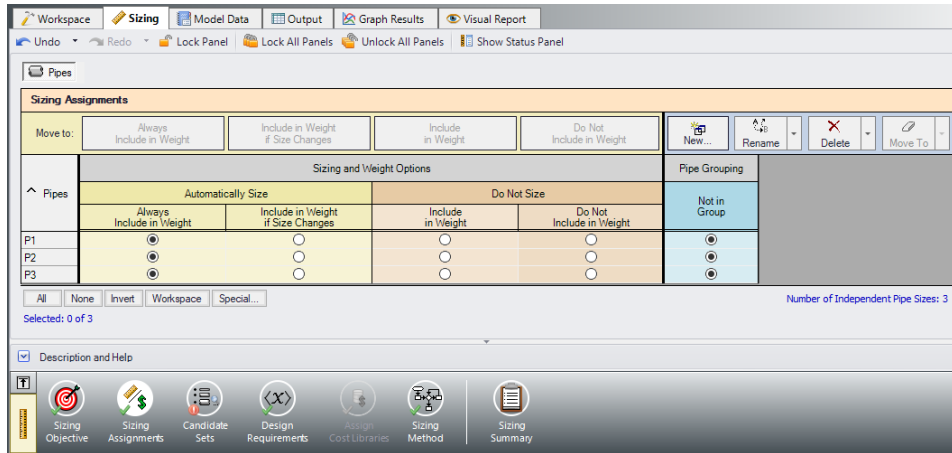 Workspace Sizing Model Data Output Graph Results Visual Report
Undo Redo Lock Panel Lock All Panels Unlock All Panels Show Status Panel
Pipes
Sizing Assignments
Move to: Always Include in Weight Include in Weight if Size Changes Include in Weight Do Not Include in Weight New... Rename Delete Move To
Sizing and Weight Options Pipe Grouping
Pipes Automatically Size Do Not Size Not in Group
Always Include in Weight Include in Weight if Size Changes Include in Weight Do Not Include in Weight
P1
P2
P3
All None Invert Workspace Special... Number of Independent Pipe Sizes: 3
Selected: 0 of 3
Description and Help
Sizing Objective Sizing Assignments Candidate Sets Design Requirements Assign Cost Libraries Sizing Method Sizing Summary